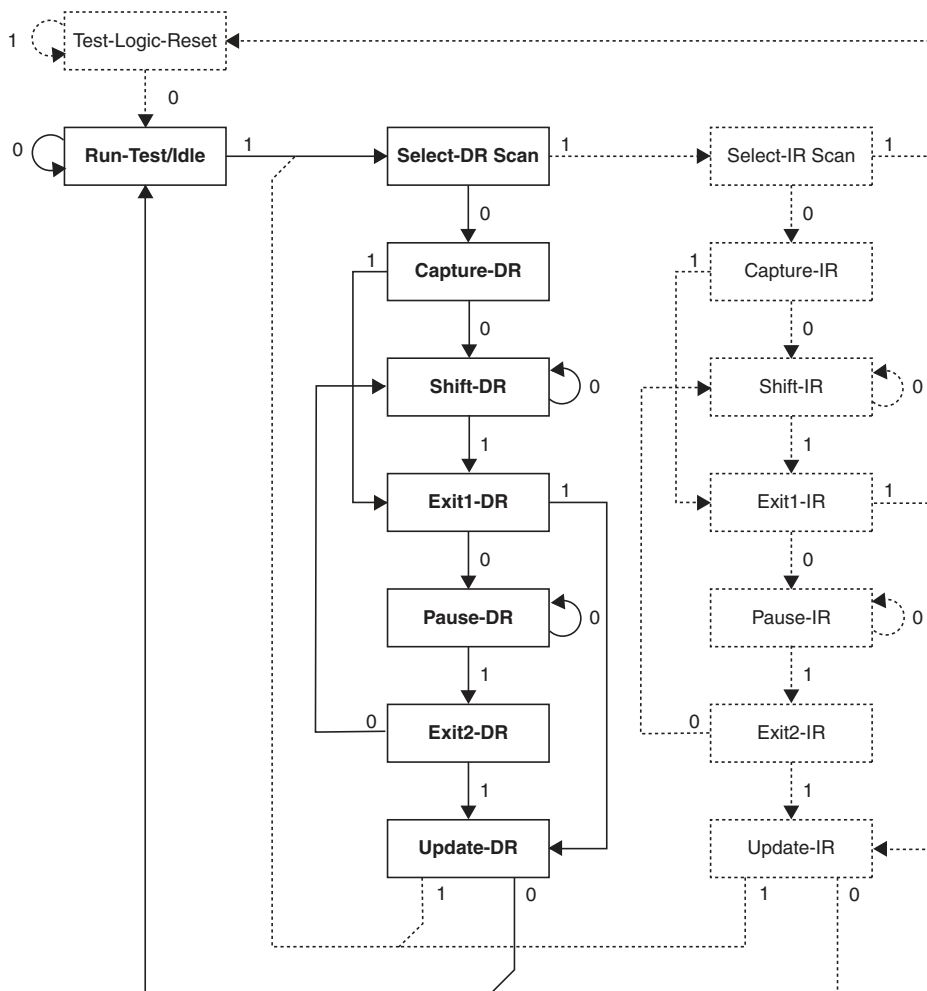 Test-Logic-Reset
1
0
0
Run-Test/Idle
1
Select-DR Scan
1
Select-IR Scan
1
0
0
1
Capture-DR
1
Capture-IR
0
0
Shift-DR
0
Shift-IR
0
1
1
Exit1-DR
1
Exit1-IR
1
0
0
Pause-DR
0
Pause-IR
0
1
1
0
Exit2-DR
0
Exit2-IR
1
1
Update-DR
Update-IR
1
0
1
0